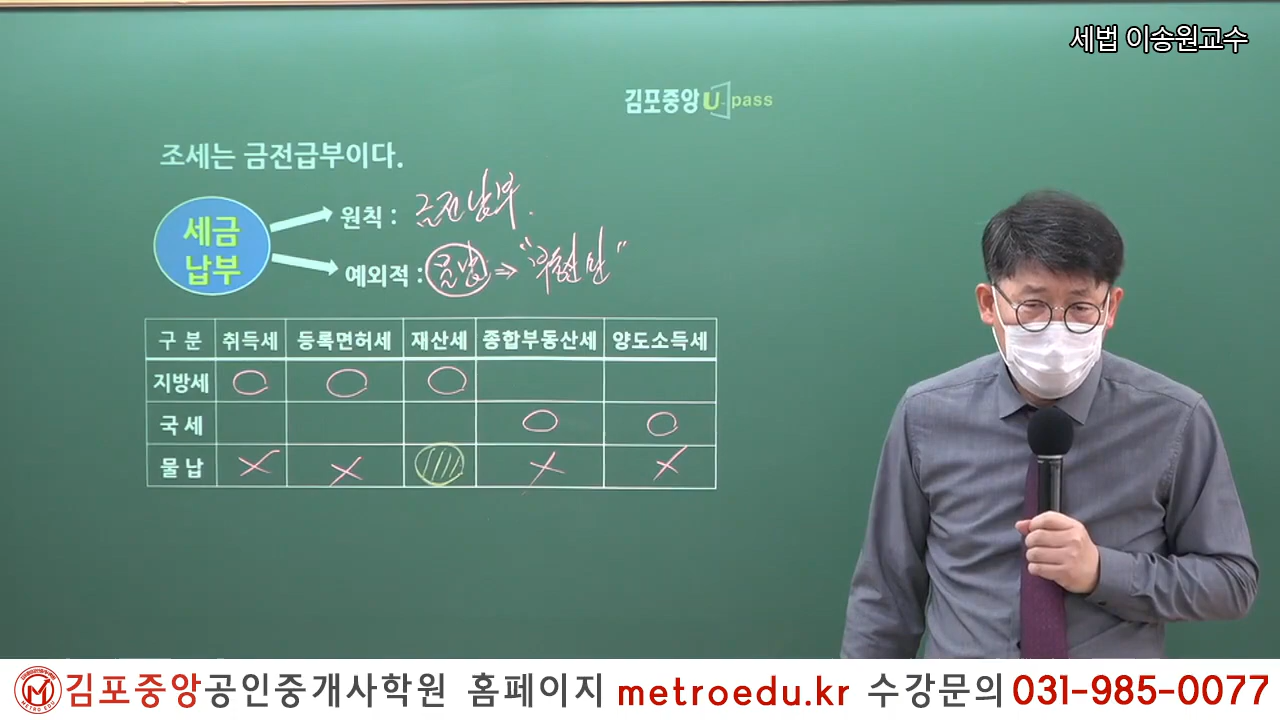 세법 이송원교수
김포중앙 U-pass
조세는 금전급부이다.
세금
납부
원칙 : 금전납부.
예외적 : 물납 ⇒ " "
구 분 취득세 등록면허세 재산세 종합부동산세 양도소득세
지방세 ○ ○ ○
국 세 ○ ○
물 납 × × ○ × ×
METRO EDU
김포중앙공인중개사학원 홈페이지 metroedu.kr 수강문의 031-985-0077